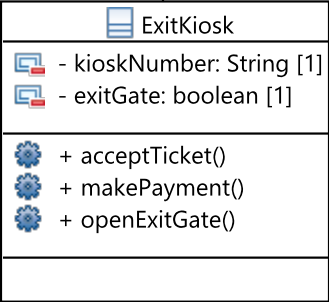 ExitKiosk
- kioskNumber: String [1]
- exitGate: boolean [1]
+ acceptTicket()
+ makePayment()
+ openExitGate()